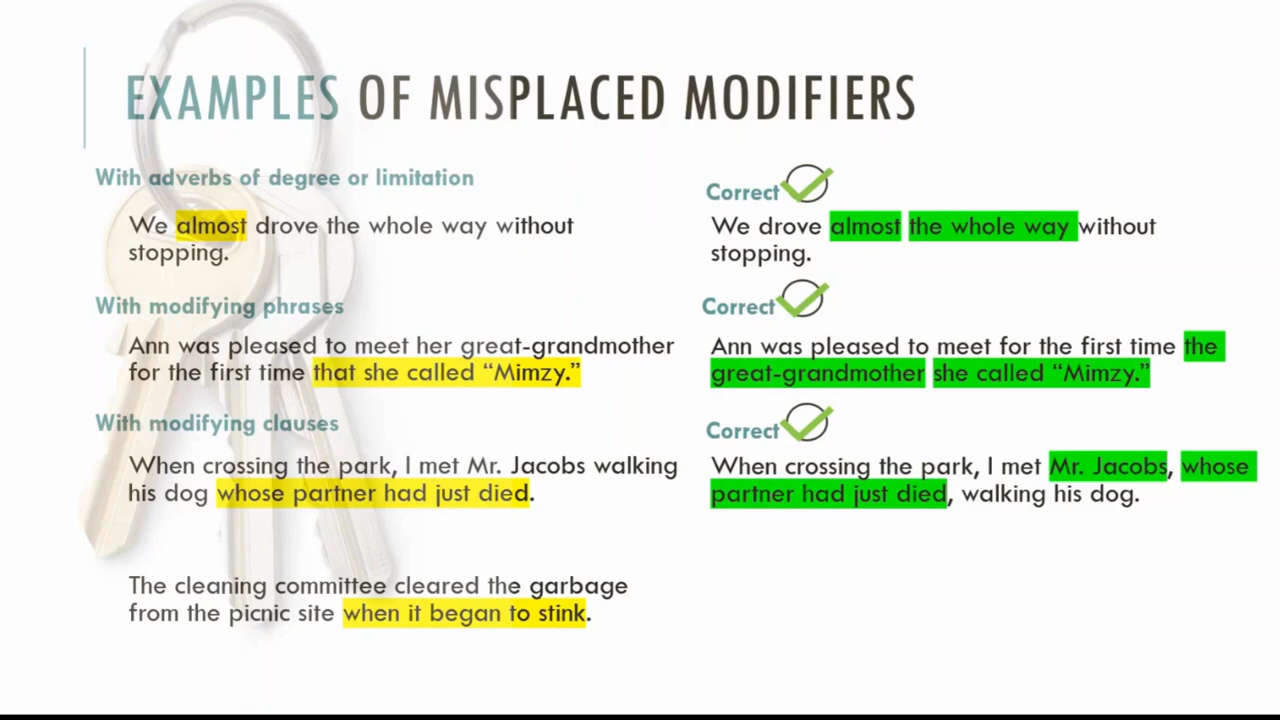 EXAMPLES OF MISPLACED MODIFIERS
With adverbs of degree or limitation
We almost drove the whole way without
stopping.
Correct
We drove almost the whole way without
stopping.
With modifying phrases
Ann was pleased to meet her great-grandmother
for the first time that she called “Mimzy.”
Correct
Ann was pleased to meet for the first time the
great-grandmother she called “Mimzy.”
With modifying clauses
When crossing the park, I met Mr. Jacobs walking
his dog whose partner had just died.
Correct
When crossing the park, I met Mr. Jacobs, whose
partner had just died, walking his dog.
The cleaning committee cleared the garbage
from the picnic site when it began to stink.